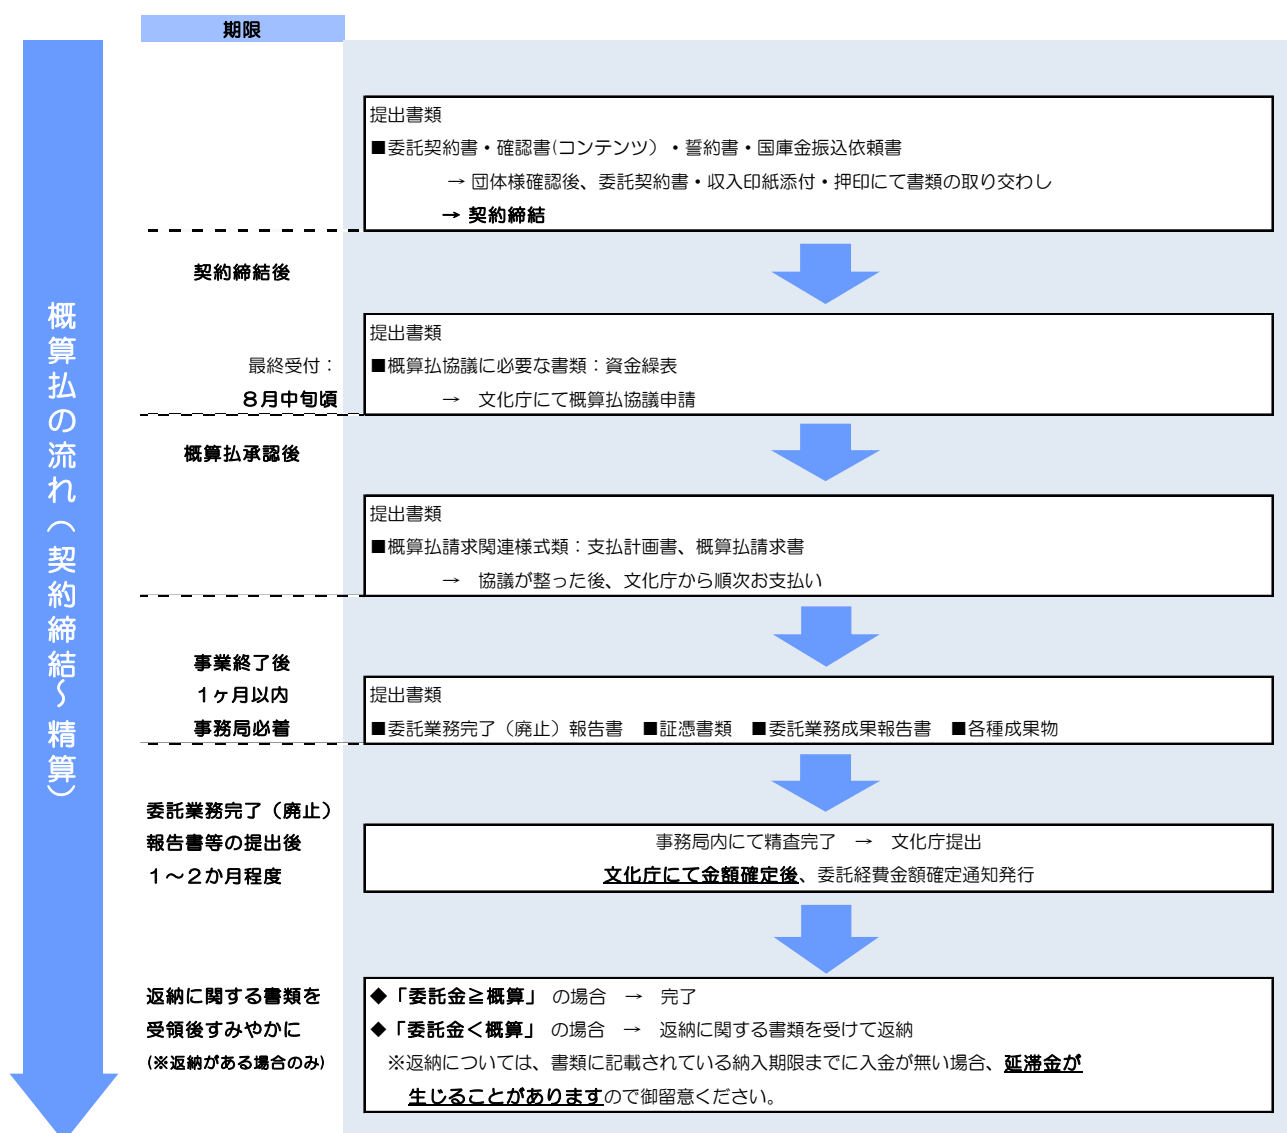 期限
概算払の流れ（契約締結～精算）
提出書類
■委託契約書・確認書(コンテンツ）・誓約書・国庫金振込依頼書
→ 団体様確認後、委託契約書・収入印紙添付・押印にて書類の取り交わし
→ 契約締結
契約締結後
最終受付：
８月中旬頃
提出書類
■概算払協議に必要な書類：資金繰表
→　文化庁にて概算払協議申請
概算払承認後
提出書類
■概算払請求関連様式類：支払計画書、概算払請求書
→　協議が整った後、文化庁から順次お支払い
事業終了後
１ヶ月以内
事務局必着
提出書類
■委託業務完了（廃止）報告書　■証憑書類　■委託業務成果報告書　■各種成果物
委託業務完了（廃止）
報告書等の提出後
１～２か月程度
事務局内にて精査完了　→　文化庁提出
文化庁にて金額確定後、委託経費金額確定通知発行
返納に関する書類を
受領後すみやかに
(※返納がある場合のみ)
◆「委託金≧概算」 の場合　→　完了
◆「委託金＜概算」 の場合　→　返納に関する書類を受けて返納
※返納については、書類に記載されている納入期限までに入金が無い場合、延滞金が
生じることがありますので御留意ください。